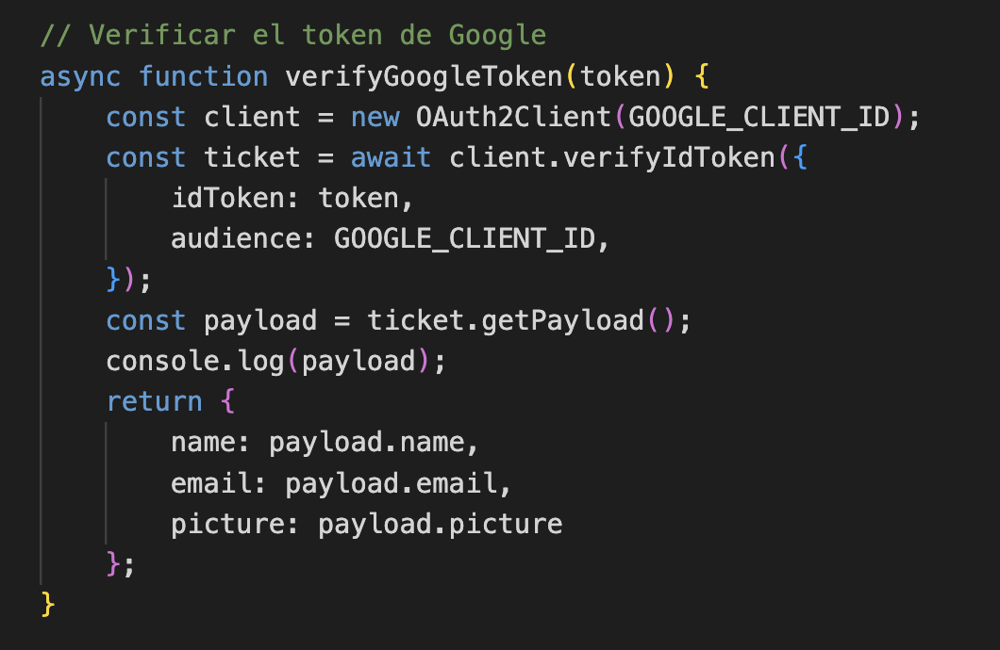 // Verificar el token de Google
async function verifyGoogleToken(token) {
    const client = new OAuth2Client(GOOGLE_CLIENT_ID);
    const ticket = await client.verifyIdToken({
        idToken: token,
        audience: GOOGLE_CLIENT_ID,
    });
    const payload = ticket.getPayload();
    console.log(payload);
    return {
        name: payload.name,
        email: payload.email,
        picture: payload.picture
    };
}